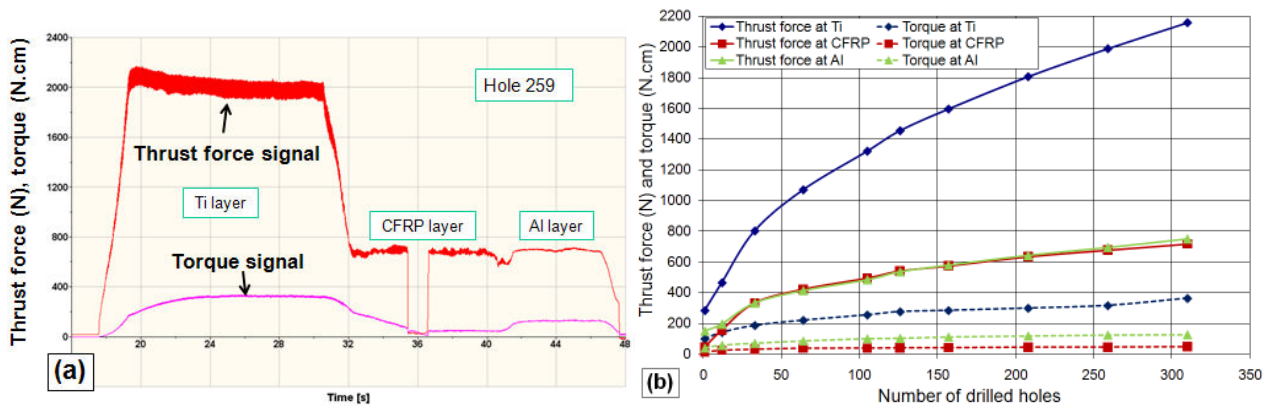 (a)
Thrust force (N), torque (N.cm)
2400
2000
1600
1200
800
400
0
Hole 259
Thrust force signal
Ti layer
CFRP layer
Al layer
Torque signal
20
24
28
32
36
40
44
48
Time [s]
(b)
Thrust force (N) and torque (N.cm)
2200
2000
1800
1600
1400
1200
1000
800
600
400
200
0
Thrust force at Ti
Torque at Ti
Thrust force at CFRP
Torque at CFRP
Thrust force at Al
Torque at Al
0
50
100
150
200
250
300
350
Number of drilled holes